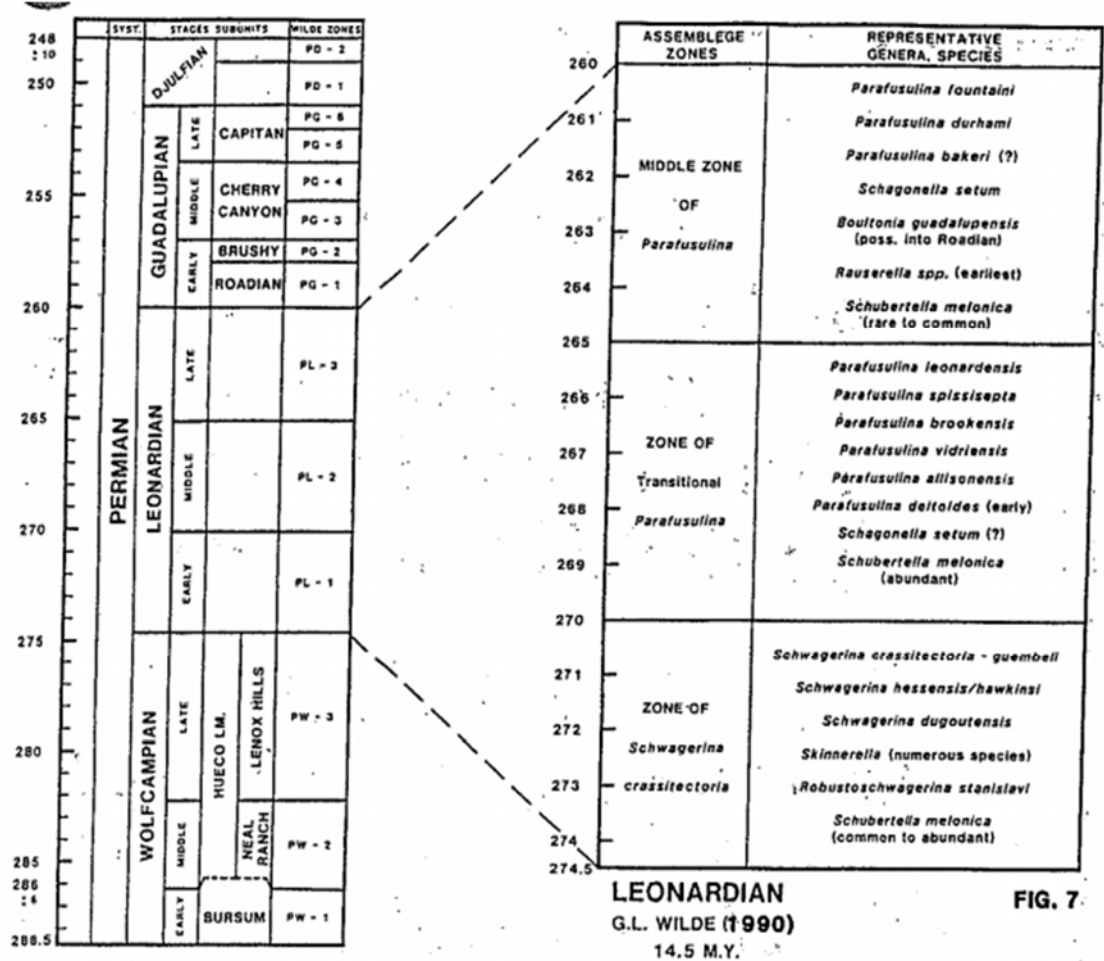 SYST. STAGES SUBUNITS WILDE ZONES
248
± 10
250
255
260
265
270
275
280
285
286
± 6
288.5
PERMIAN
DJULFIAN
GUADALUPIAN
LEONARDIAN
WOLFCAMPIAN
LATE
MIDDLE
EARLY
LATE
MIDDLE
EARLY
LATE
MIDDLE
EARLY
CAPITAN
CHERRY
CANYON
BRUSHY
ROADIAN
HUECO LM.
LENOX HILLS
NEAL
RANCH
BURSUM
PD - 2
PD - 1
PG - 6
PG - 5
PG - 4
PG - 3
PG - 2
PG - 1
PL - 3
PL - 2
PL - 1
PW - 3
PW - 2
PW - 1
ASSEMBLEGE
ZONES
REPRESENTATIVE
GENERA, SPECIES
260
261
262
263
264
265
266
267
268
269
270
271
272
273
274
274.5
MIDDLE ZONE
OF
Parafusulina
Parafusulina fountaini
Parafusulina durhami
Parafusulina bakeri (?)
Schagonella setum
Boultonia guadalupensis
(poss. into Roadian)
Rauserella spp. (earliest)
Schubertella melonica
(rare to common)
ZONE OF
Transitional
Parafusulina
Parafusulina leonardensis
Parafusulina spissisepta
Parafusulina brookensis
Parafusulina vidriensis
Parafusulina allisonensis
Parafusulina deltoides (early)
Schagonella setum (?)
Schubertella melonica
(abundant)
ZONE OF
Schwagerina
crassitectoria
Schwagerina crassitectoria - guembeli
Schwagerina hessensis/hawkinsi
Schwagerina dugoutensis
Skinnerella (numerous species)
Robustoschwagerina stanislavi
Schubertella melonica
(common to abundant)
LEONARDIAN
G.L. WILDE (1990)
14.5 M.Y.
FIG. 7